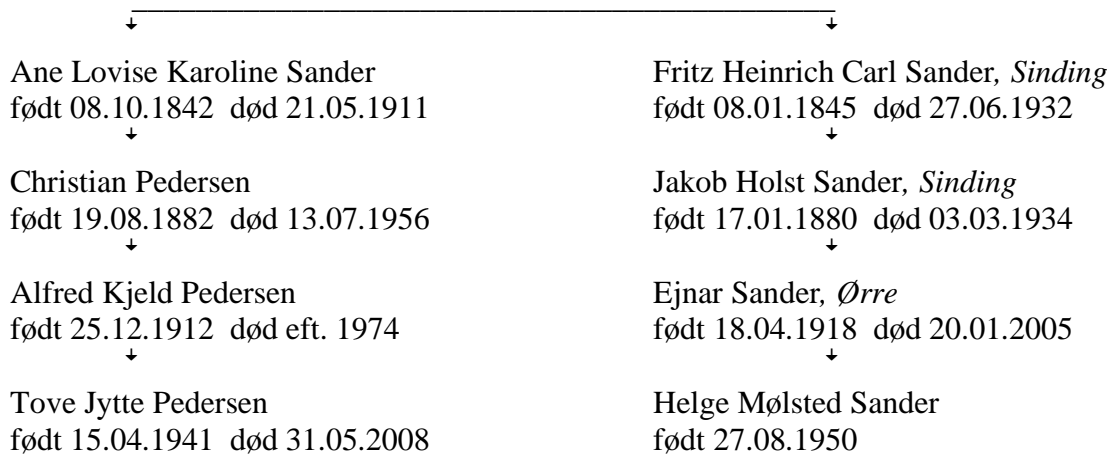 Ane Lovise Karoline Sander
født 08.10.1842 død 21.05.1911
Christian Pedersen
født 19.08.1882 død 13.07.1956
Alfred Kjeld Pedersen
født 25.12.1912 død eft. 1974
Tove Jytte Pedersen
født 15.04.1941 død 31.05.2008
Fritz Heinrich Carl Sander, Sinding
født 08.01.1845 død 27.06.1932
Jakob Holst Sander, Sinding
født 17.01.1880 død 03.03.1934
Ejnar Sander, Ørre
født 18.04.1918 død 20.01.2005
Helge Mølsted Sander
født 27.08.1950